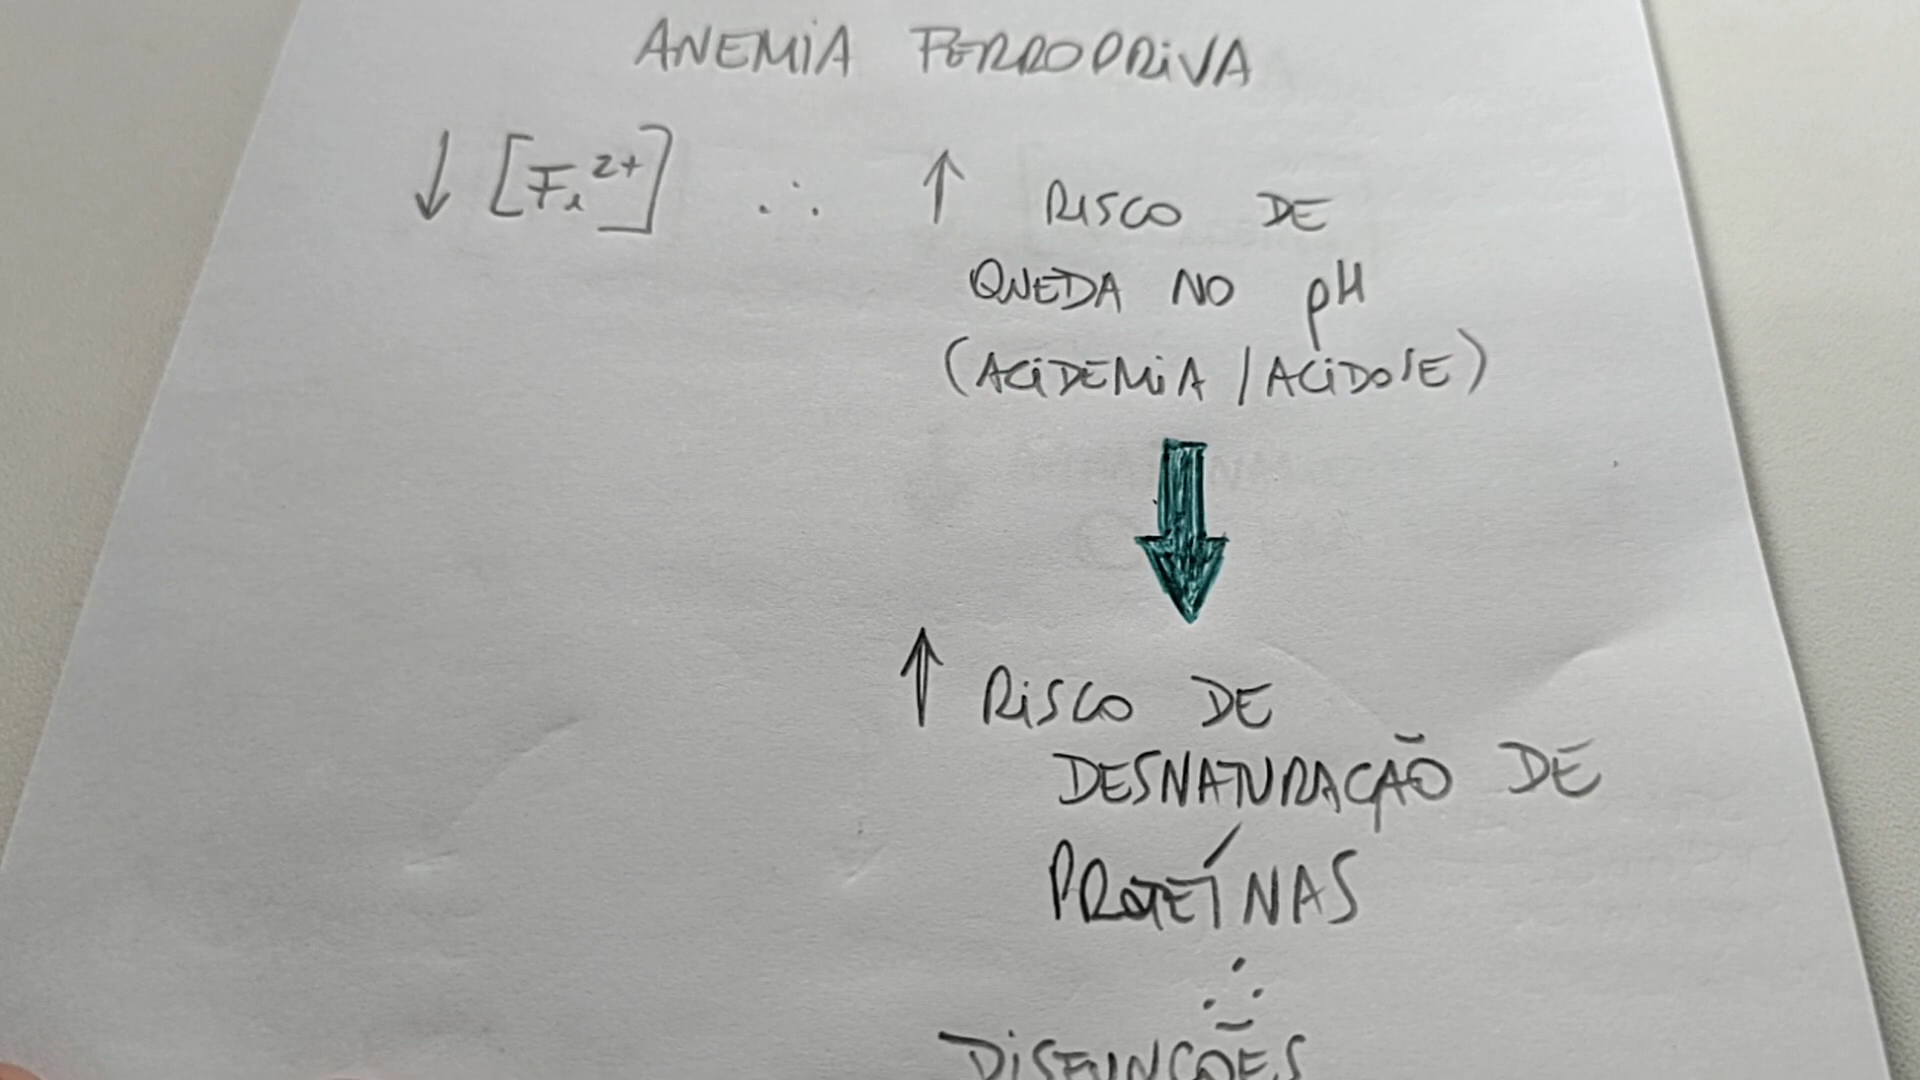 ANEMIA FERROPRIVA
↓ [Fe²⁺] ∴ ↑ RISCO DE
QUEDA NO pH
(ACIDEMIA / ACIDOSE)
↑ RISCO DE
DESNATURAÇÃO DE
PROTEÍNAS
∴
DISFUNÇÕES